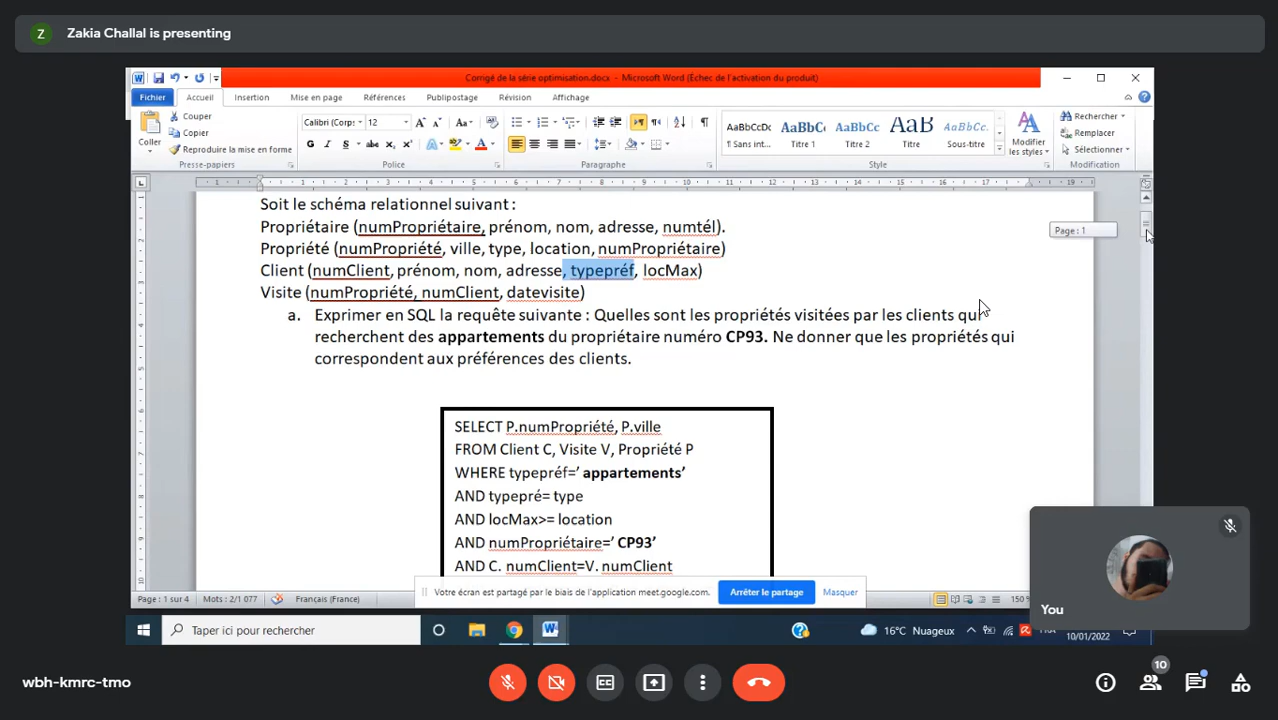 Z Zakia Challal is presenting
Corrigé de la série optimisation.docx - Microsoft Word (Échec de l'activation du produit)
Fichier Accueil Insertion Mise en page Références Publipostage Révision Affichage
Coller
Couper
Copier
Reproduire la mise en forme
Presse-papiers
Calibri (Corp 12
G I S abc x₂ x²
Police
Paragraphe
AaBbCcDc AaBbC AaBbCc AaB AaBbCc.
¶ Sans int... Titre 1 Titre 2 Titre Sous-titre
Style
Modifier les styles
Rechercher
Remplacer
Sélectionner
Modification
Soit le schéma relationnel suivant :
Propriétaire (numPropriétaire, prénom, nom, adresse, numtél).
Page : 1
Propriété (numPropriété, ville, type, location, numPropriétaire)
Client (numClient, prénom, nom, adresse, typepréf, locMax)
Visite (numPropriété, numClient, datevisite)
a. Exprimer en SQL la requête suivante : Quelles sont les propriétés visitées par les clients qui
recherchent des appartements du propriétaire numéro CP93. Ne donner que les propriétés qui
correspondent aux préférences des clients.
SELECT P.numPropriété, P.ville
FROM Client C, Visite V, Propriété P
WHERE typepréf=' appartements'
AND typepré= type
AND locMax>= location
AND numPropriétaire=' CP93'
AND C. numClient=V. numClient
Votre écran est partagé par le biais de l'application meet.google.com. Arrêter le partage Masquer
Page : 1 sur 4 Mots : 2/1 077 Français (France) 150 %
Taper ici pour rechercher
16°C Nuageux
10/01/2022
You
wbh-kmrc-tmo
10